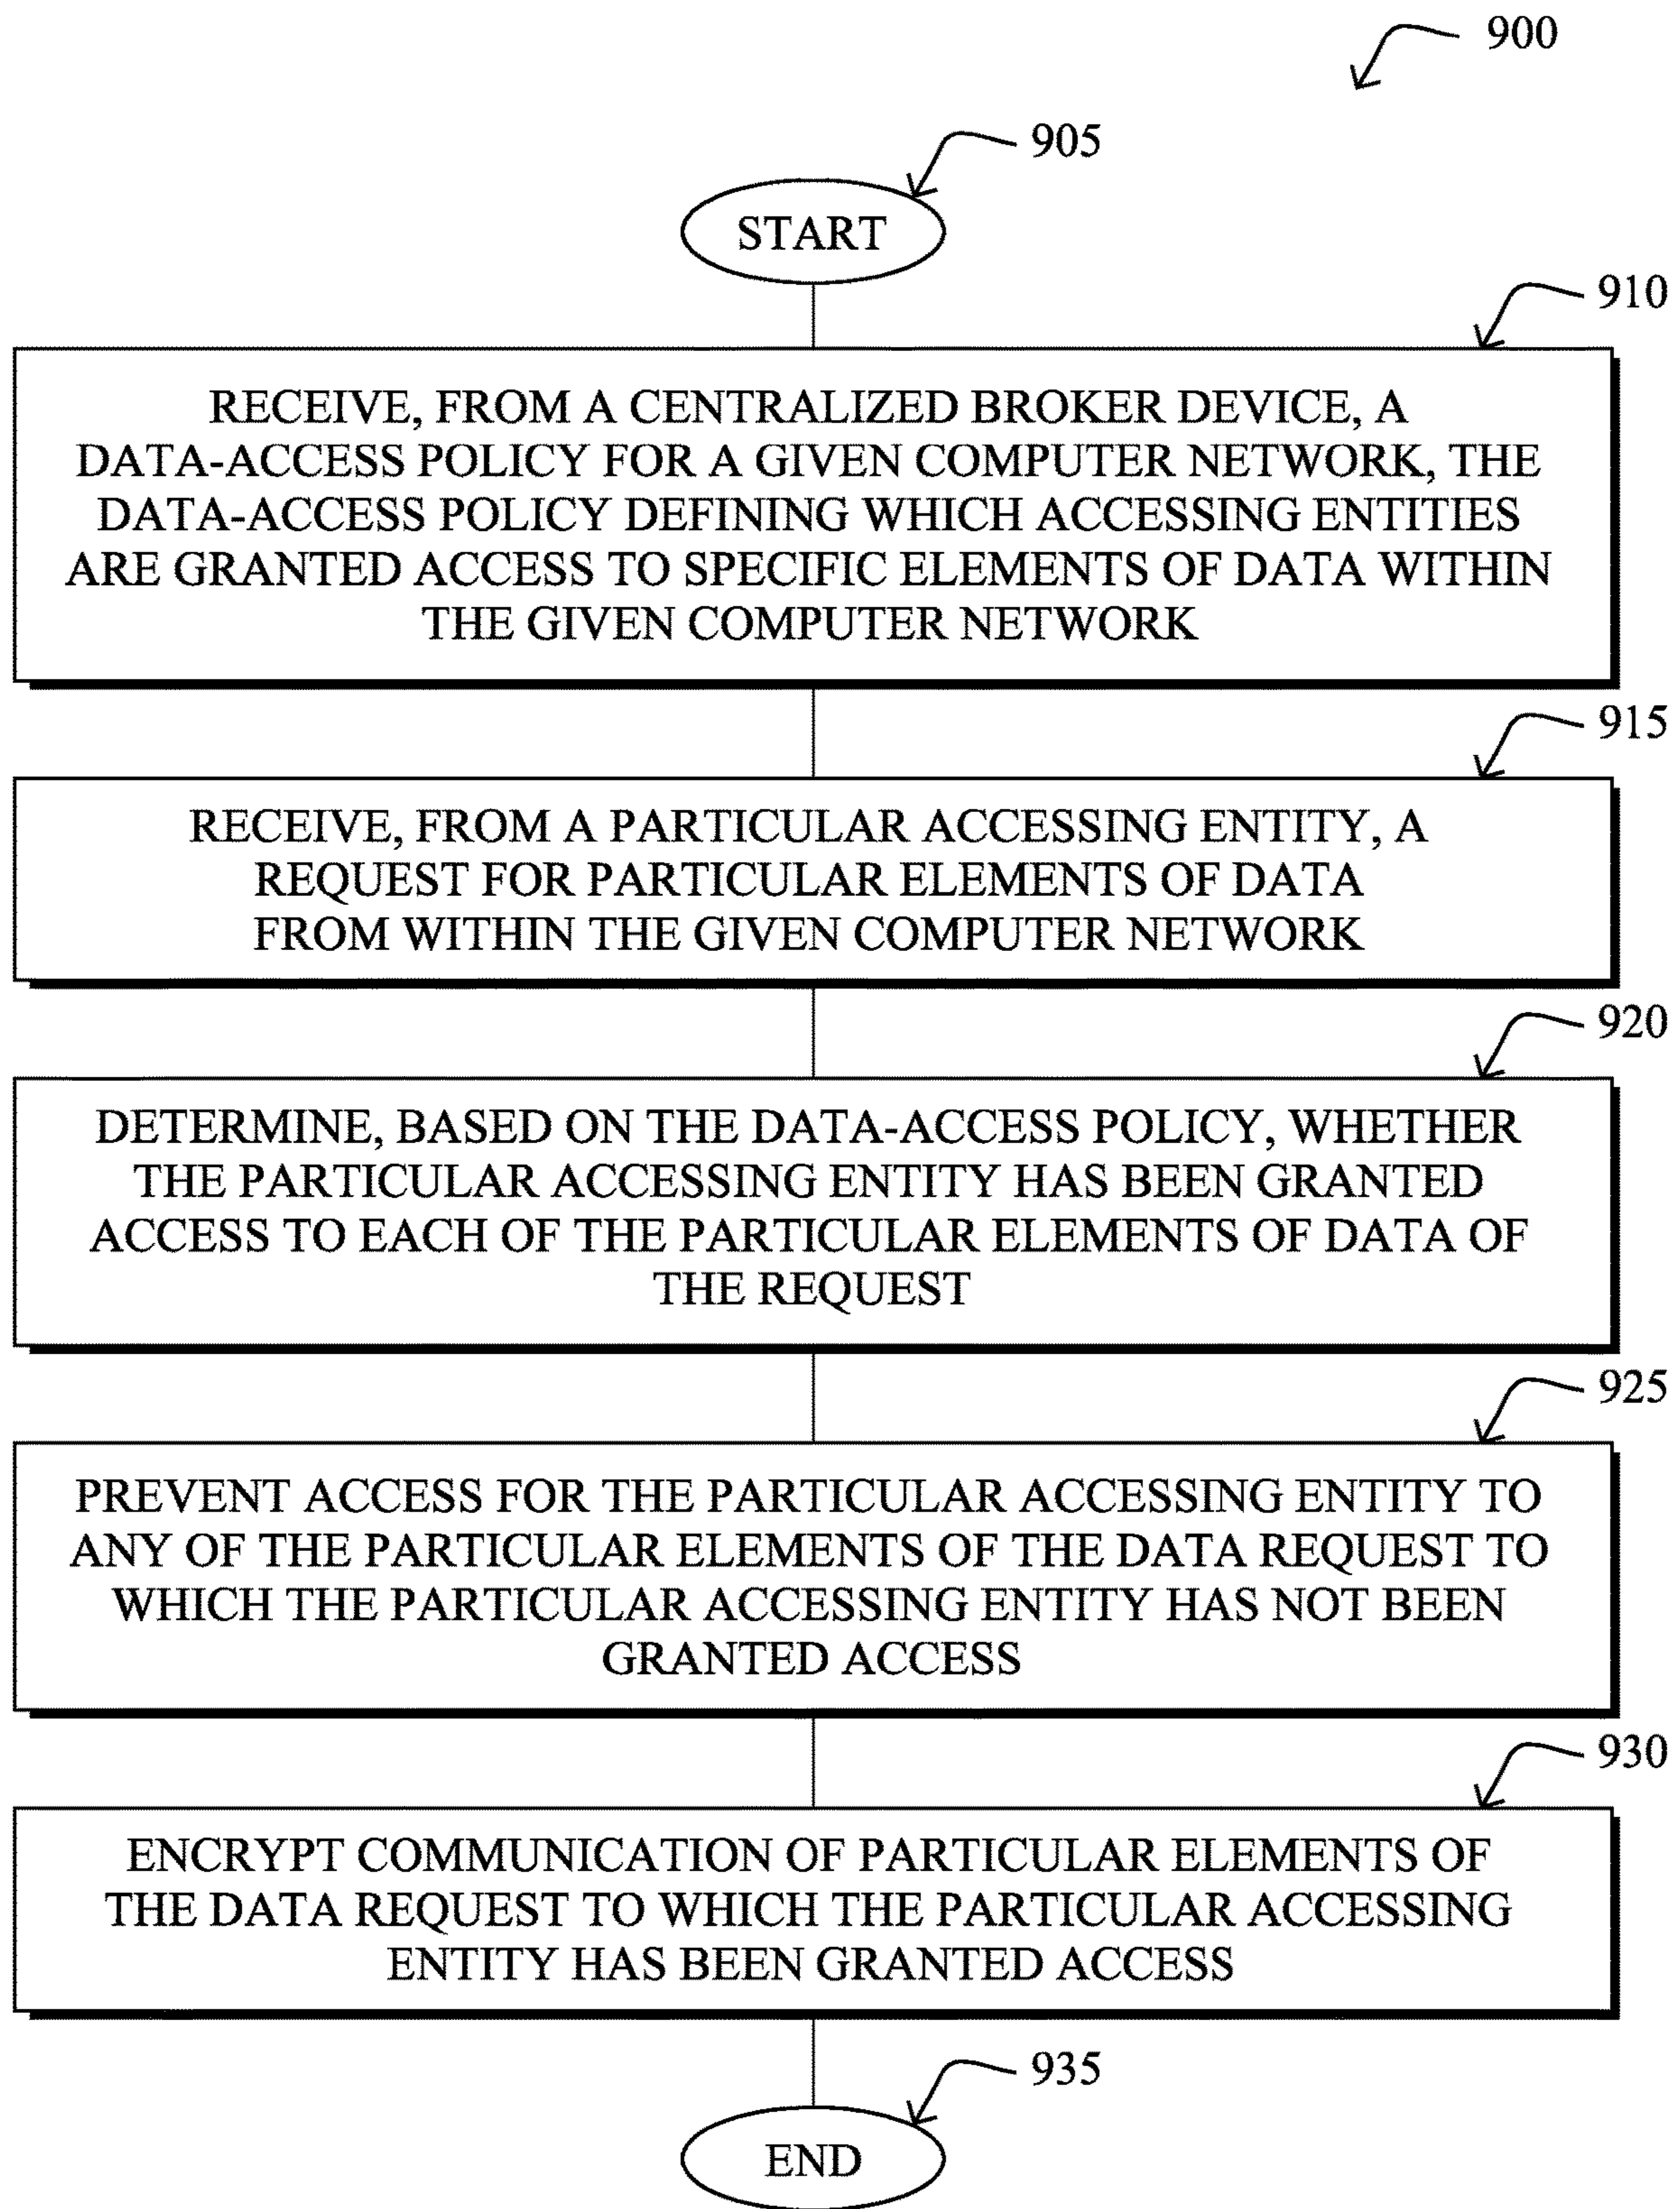 900
905
START
910
RECEIVE, FROM A CENTRALIZED BROKER DEVICE, A
DATA-ACCESS POLICY FOR A GIVEN COMPUTER NETWORK, THE
DATA-ACCESS POLICY DEFINING WHICH ACCESSING ENTITIES
ARE GRANTED ACCESS TO SPECIFIC ELEMENTS OF DATA WITHIN
THE GIVEN COMPUTER NETWORK
915
RECEIVE, FROM A PARTICULAR ACCESSING ENTITY, A
REQUEST FOR PARTICULAR ELEMENTS OF DATA
FROM WITHIN THE GIVEN COMPUTER NETWORK
920
DETERMINE, BASED ON THE DATA-ACCESS POLICY, WHETHER
THE PARTICULAR ACCESSING ENTITY HAS BEEN GRANTED
ACCESS TO EACH OF THE PARTICULAR ELEMENTS OF DATA OF
THE REQUEST
925
PREVENT ACCESS FOR THE PARTICULAR ACCESSING ENTITY TO
ANY OF THE PARTICULAR ELEMENTS OF THE DATA REQUEST TO
WHICH THE PARTICULAR ACCESSING ENTITY HAS NOT BEEN
GRANTED ACCESS
930
ENCRYPT COMMUNICATION OF PARTICULAR ELEMENTS OF
THE DATA REQUEST TO WHICH THE PARTICULAR ACCESSING
ENTITY HAS BEEN GRANTED ACCESS
935
END